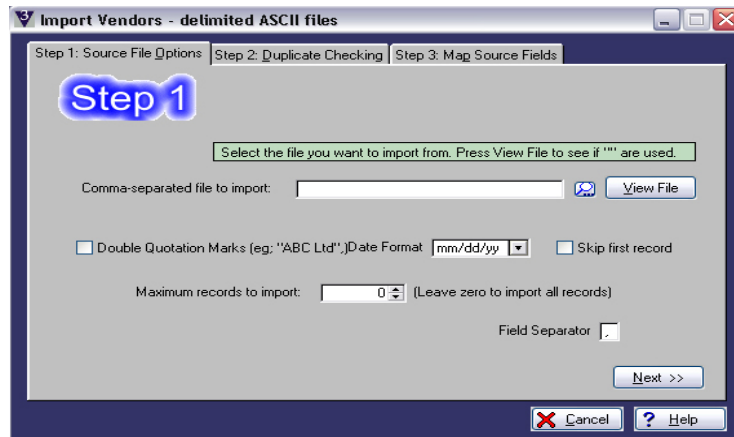 V3 Import Vendors - delimited ASCII files
Step 1: Source File Options Step 2: Duplicate Checking Step 3: Map Source Fields
Step 1
Select the file you want to import from. Press View File to see if '"' are used.
Comma-separated file to import: View File
Double Quotation Marks (eg; "ABC Ltd",)Date Format mm/dd/yy Skip first record
Maximum records to import: 0 (Leave zero to import all records)
Field Separator ,
Next >>
Cancel ? Help